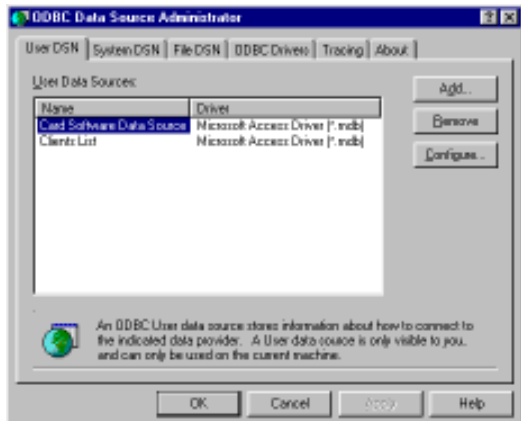 ODBC Data Source Administrator
User DSN System DSN File DSN ODBC Drivers Tracing About
User Data Sources:
Add...
Name Driver
Card Software Data Source Microsoft Access Driver (*.mdb)
Remove
Clients List Microsoft Access Driver (*.mdb)
Configure...
An ODBC User data source stores information about how to connect to
the indicated data provider. A User data source is only visible to you,
and can only be used on the current machine.
OK Cancel Apply Help